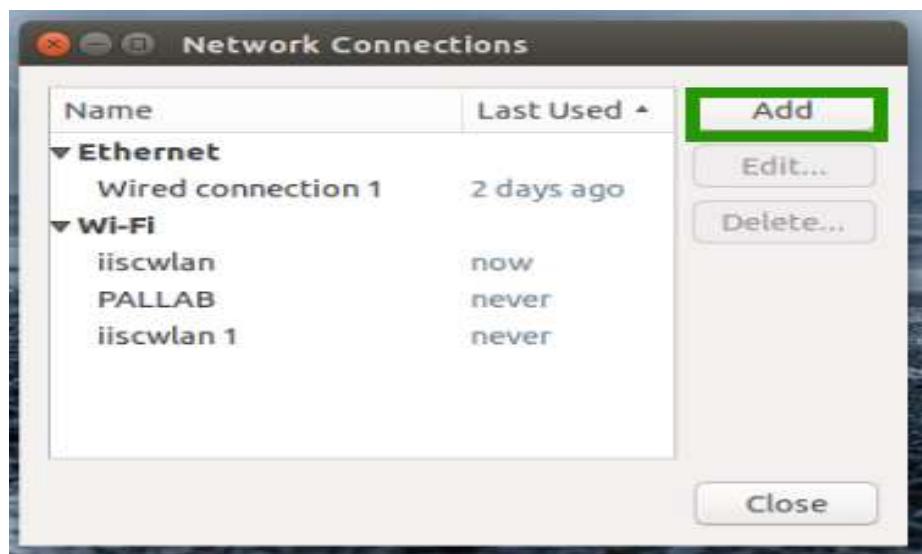 Network Connections
Name Last Used Add
Ethernet Edit...
Wired connection 1 2 days ago
Wi-Fi Delete...
iiscwlan now
PALLAB never
iiscwlan 1 never
Close